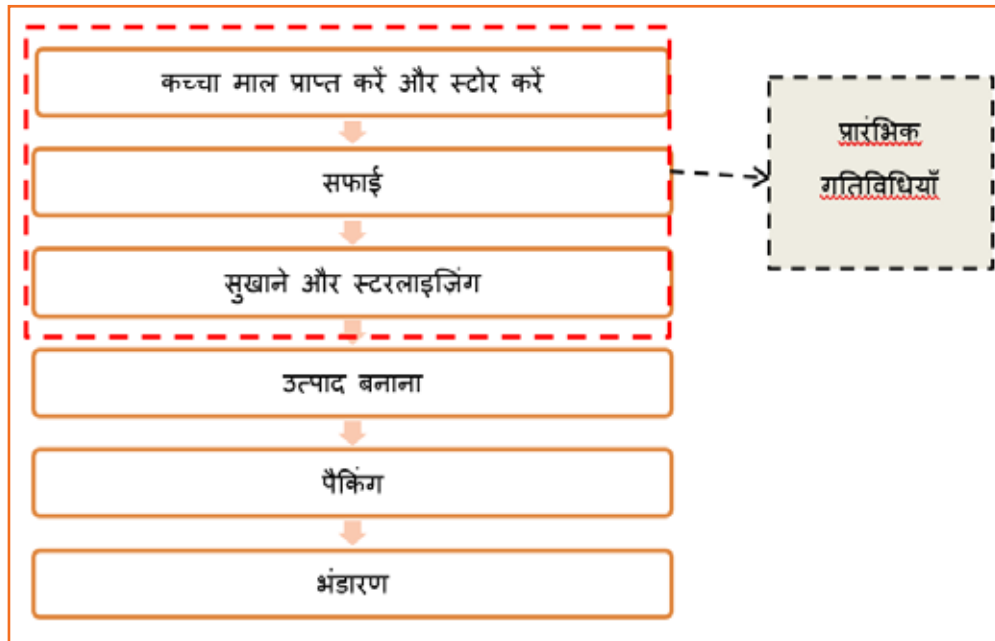 कच्चा माल प्राप्त करें और स्टोर करें
सफाई
सुखाने और स्टरलाइज़िंग
उत्पाद बनाना
पैकिंग
भंडारण
प्रारंभिक
गतिविधियाँ